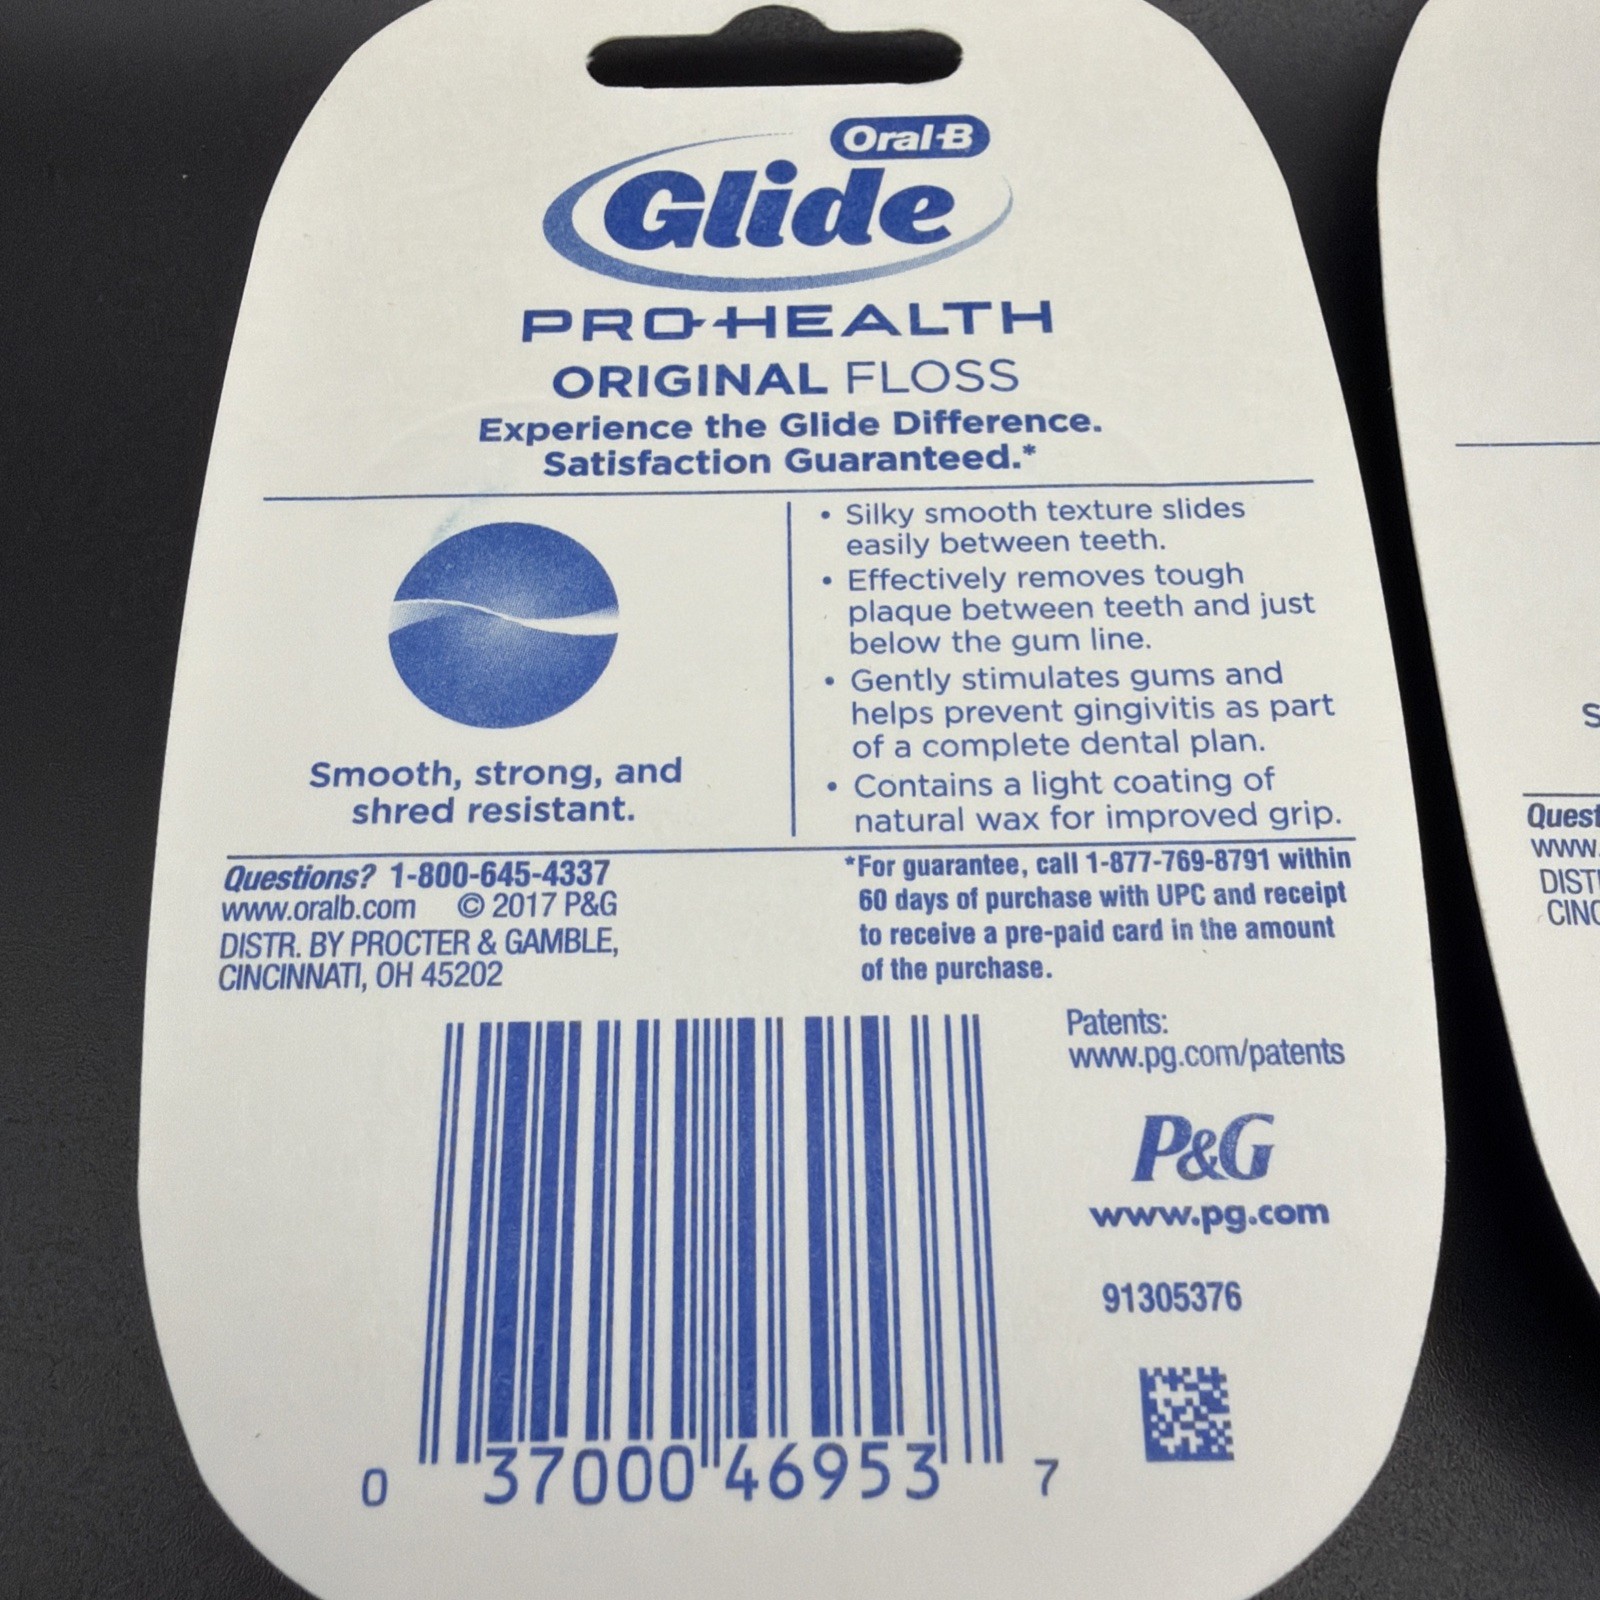 Oral-B
Glide
PRO-HEALTH
ORIGINAL FLOSS
Experience the Glide Difference.
Satisfaction Guaranteed.*
Smooth, strong, and
shred resistant.
• Silky smooth texture slides
easily between teeth.
• Effectively removes tough
plaque between teeth and just
below the gum line.
• Gently stimulates gums and
helps prevent gingivitis as part
of a complete dental plan.
• Contains a light coating of
natural wax for improved grip.
Questions? 1-800-645-4337
www.oralb.com © 2017 P&G
DISTR. BY PROCTER & GAMBLE,
CINCINNATI, OH 45202
*For guarantee, call 1-877-769-8791 within
60 days of purchase with UPC and receipt
to receive a pre-paid card in the amount
of the purchase.
Patents:
www.pg.com/patents
P&G
www.pg.com
91305376
0 37000 46953 7